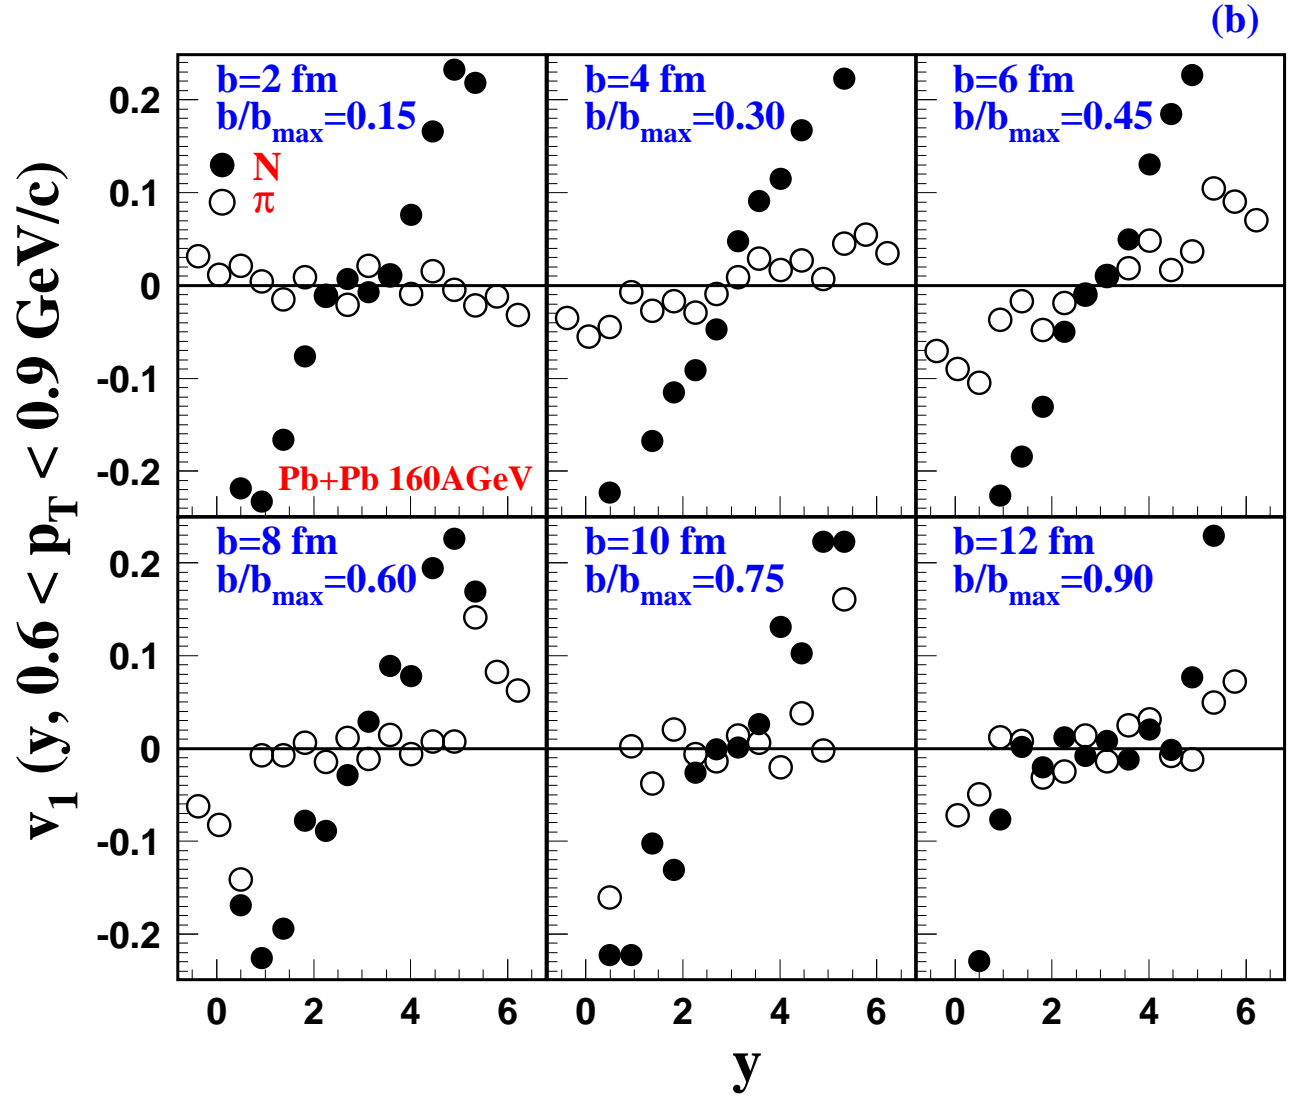 (b)
b=2 fm
b/bmax=0.15
N
π
Pb+Pb 160AGeV
b=4 fm
b/bmax=0.30
b=6 fm
b/bmax=0.45
0.2
0.1
0
-0.1
-0.2
b=8 fm
b/bmax=0.60
b=10 fm
b/bmax=0.75
b=12 fm
b/bmax=0.90
0.2
0.1
0
-0.1
-0.2
0 2 4 6
0 2 4 6
0 2 4 6
y
v1 (y, 0.6 < pT < 0.9 GeV/c)